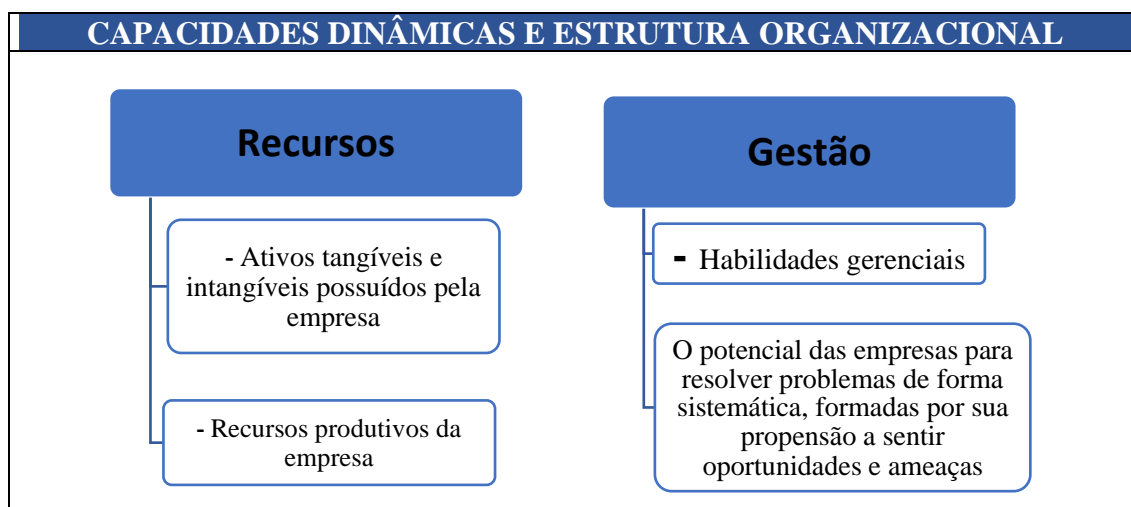 CAPACIDADES DINÂMICAS E ESTRUTURA ORGANIZACIONAL
Recursos
- Ativos tangíveis e
intangíveis possuídos pela
empresa
- Recursos produtivos da
empresa
Gestão
- Habilidades gerenciais
O potencial das empresas para
resolver problemas de forma
sistemática, formadas por sua
propensão a sentir
oportunidades e ameaças